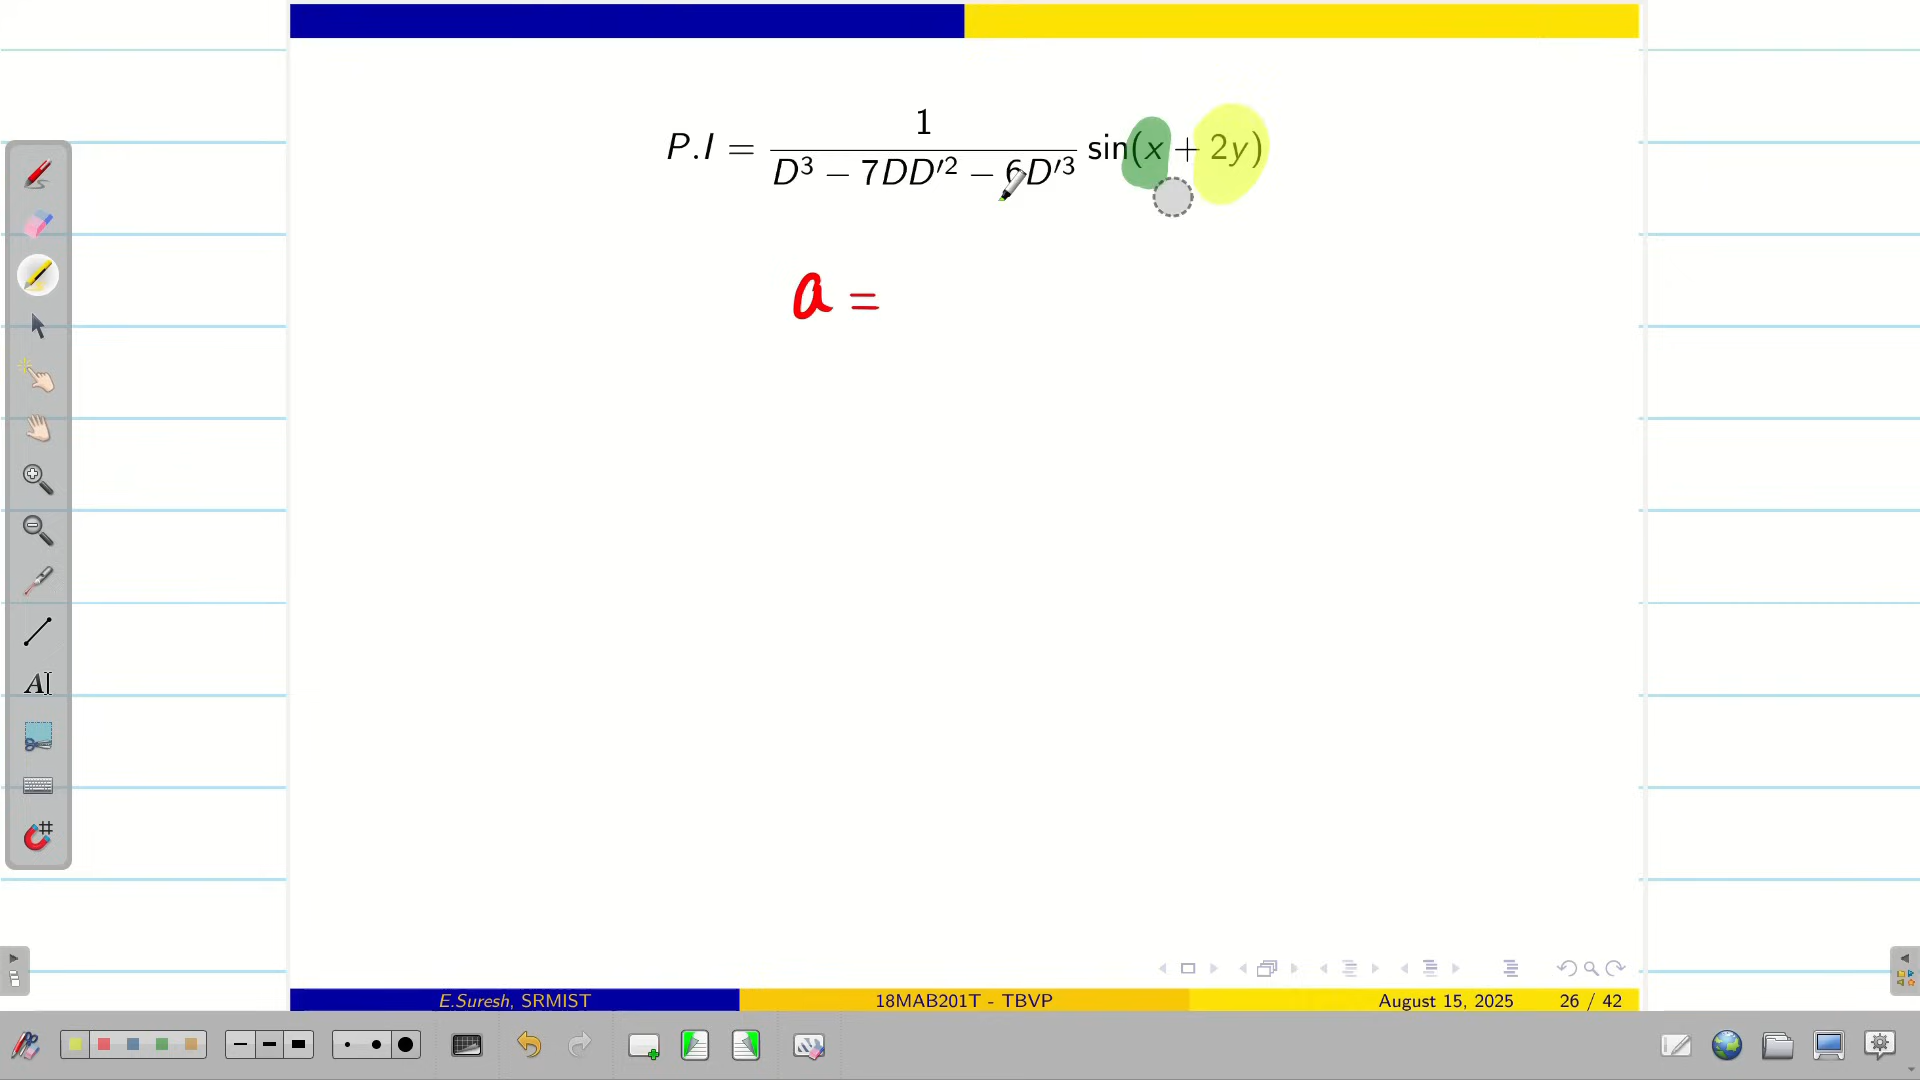 P.I = 1 / (D³ − 7DD′² − 6D′³) sin(x + 2y)
a =
E.Suresh, SRMIST 18MAB201T - TBVP August 15, 2025 26 / 42